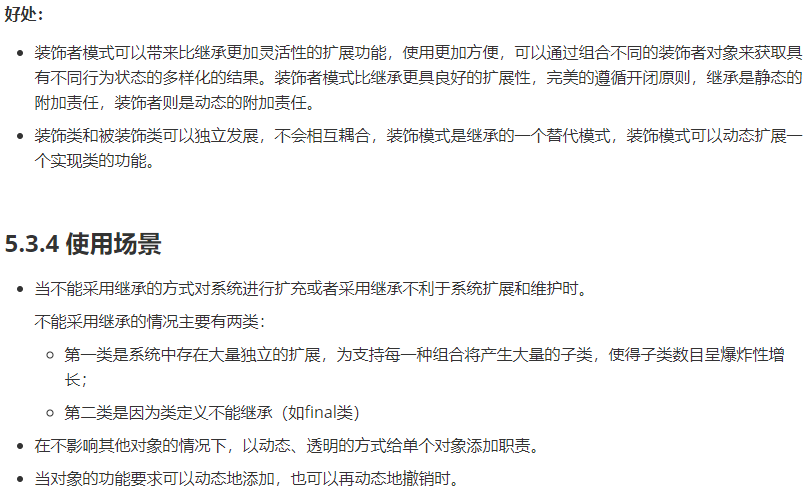 好处：
装饰者模式可以带来比继承更加灵活性的扩展功能，使用更加方便，可以通过组合不同的装饰者对象来获取具
有不同行为状态的多样化的结果。装饰者模式比继承更具良好的扩展性，完美的遵循开闭原则，继承是静态的
附加责任，装饰者则是动态的附加责任。
装饰类和被装饰类可以独立发展，不会相互耦合，装饰模式是继承的一个替代模式，装饰模式可以动态扩展一
个实现类的功能。
5.3.4 使用场景
当不能采用继承的方式对系统进行扩充或者采用继承不利于系统扩展和维护时。
不能采用继承的情况主要有两类：
第一类是系统中存在大量独立的扩展，为支持每一种组合将产生大量的子类，使得子类数目呈爆炸性增
长；
第二类是因为类定义不能继承（如final类）
在不影响其他对象的情况下，以动态、透明的方式给单个对象添加职责。
当对象的功能要求可以动态地添加，也可以再动态地撤销时。